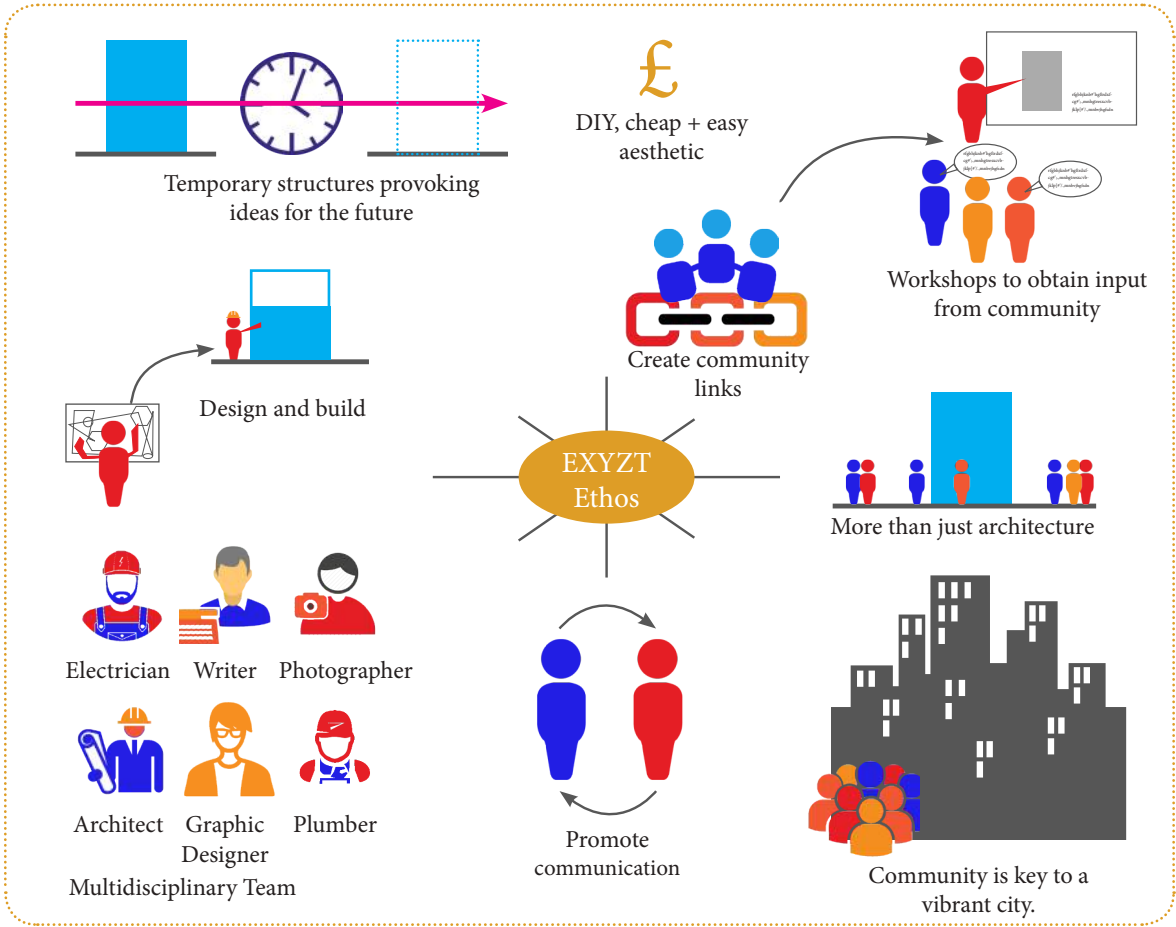 Temporary structures provoking
ideas for the future
£
DIY, cheap + easy
aesthetic
Workshops to obtain input
from community
Create community
links
Design and build
EXYZT
Ethos
More than just architecture
Electrician
Writer
Photographer
Architect
Graphic
Designer
Plumber
Multidisciplinary Team
Promote
communication
Community is key to a
vibrant city.